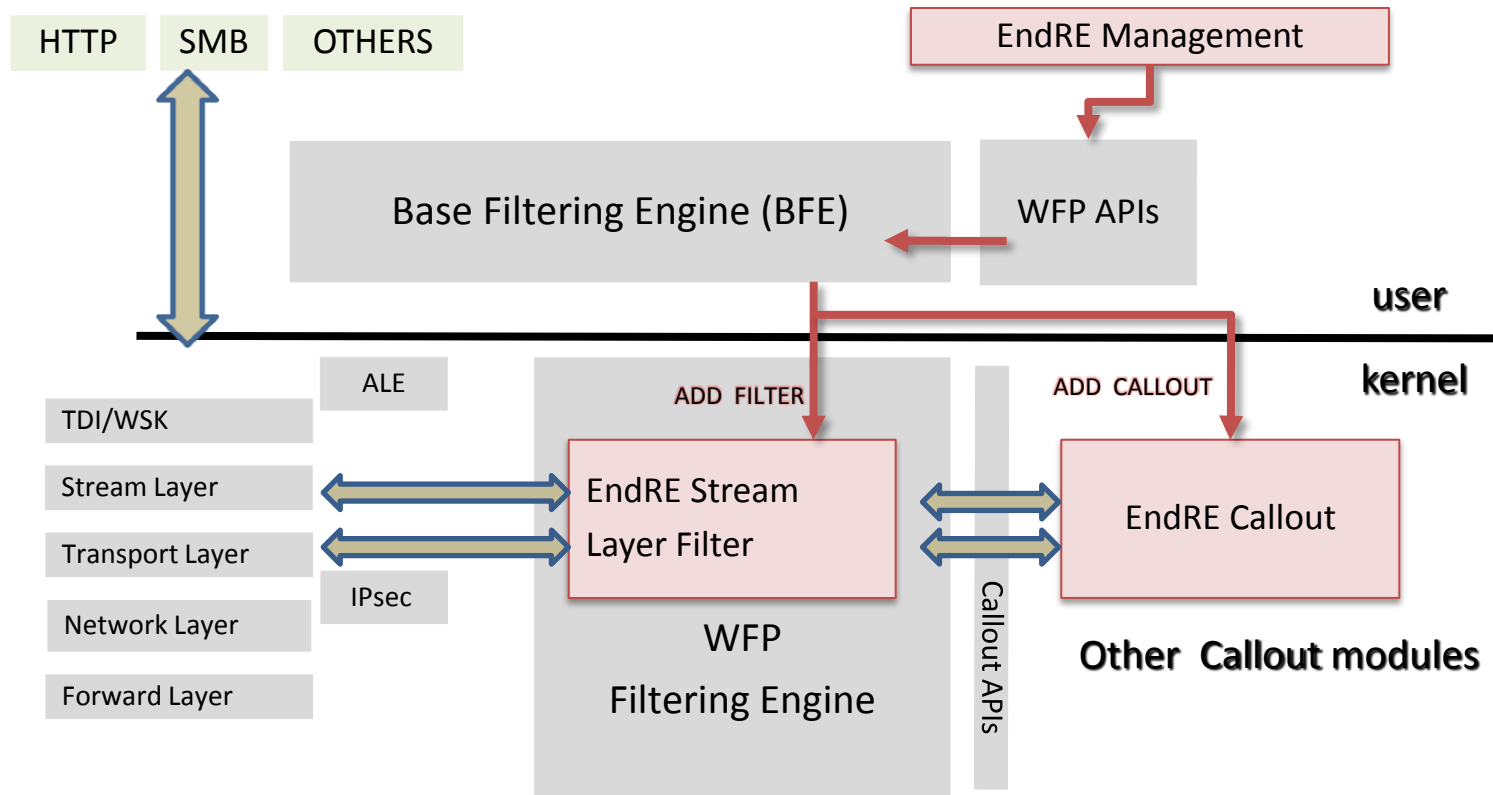 HTTP
SMB
OTHERS
EndRE Management
Base Filtering Engine (BFE)
WFP APIs
user
kernel
ALE
ADD FILTER
ADD CALLOUT
TDI/WSK
Stream Layer
Transport Layer
Network Layer
Forward Layer
IPsec
EndRE Stream
Layer Filter
WFP
Filtering Engine
Callout APIs
EndRE Callout
Other Callout modules